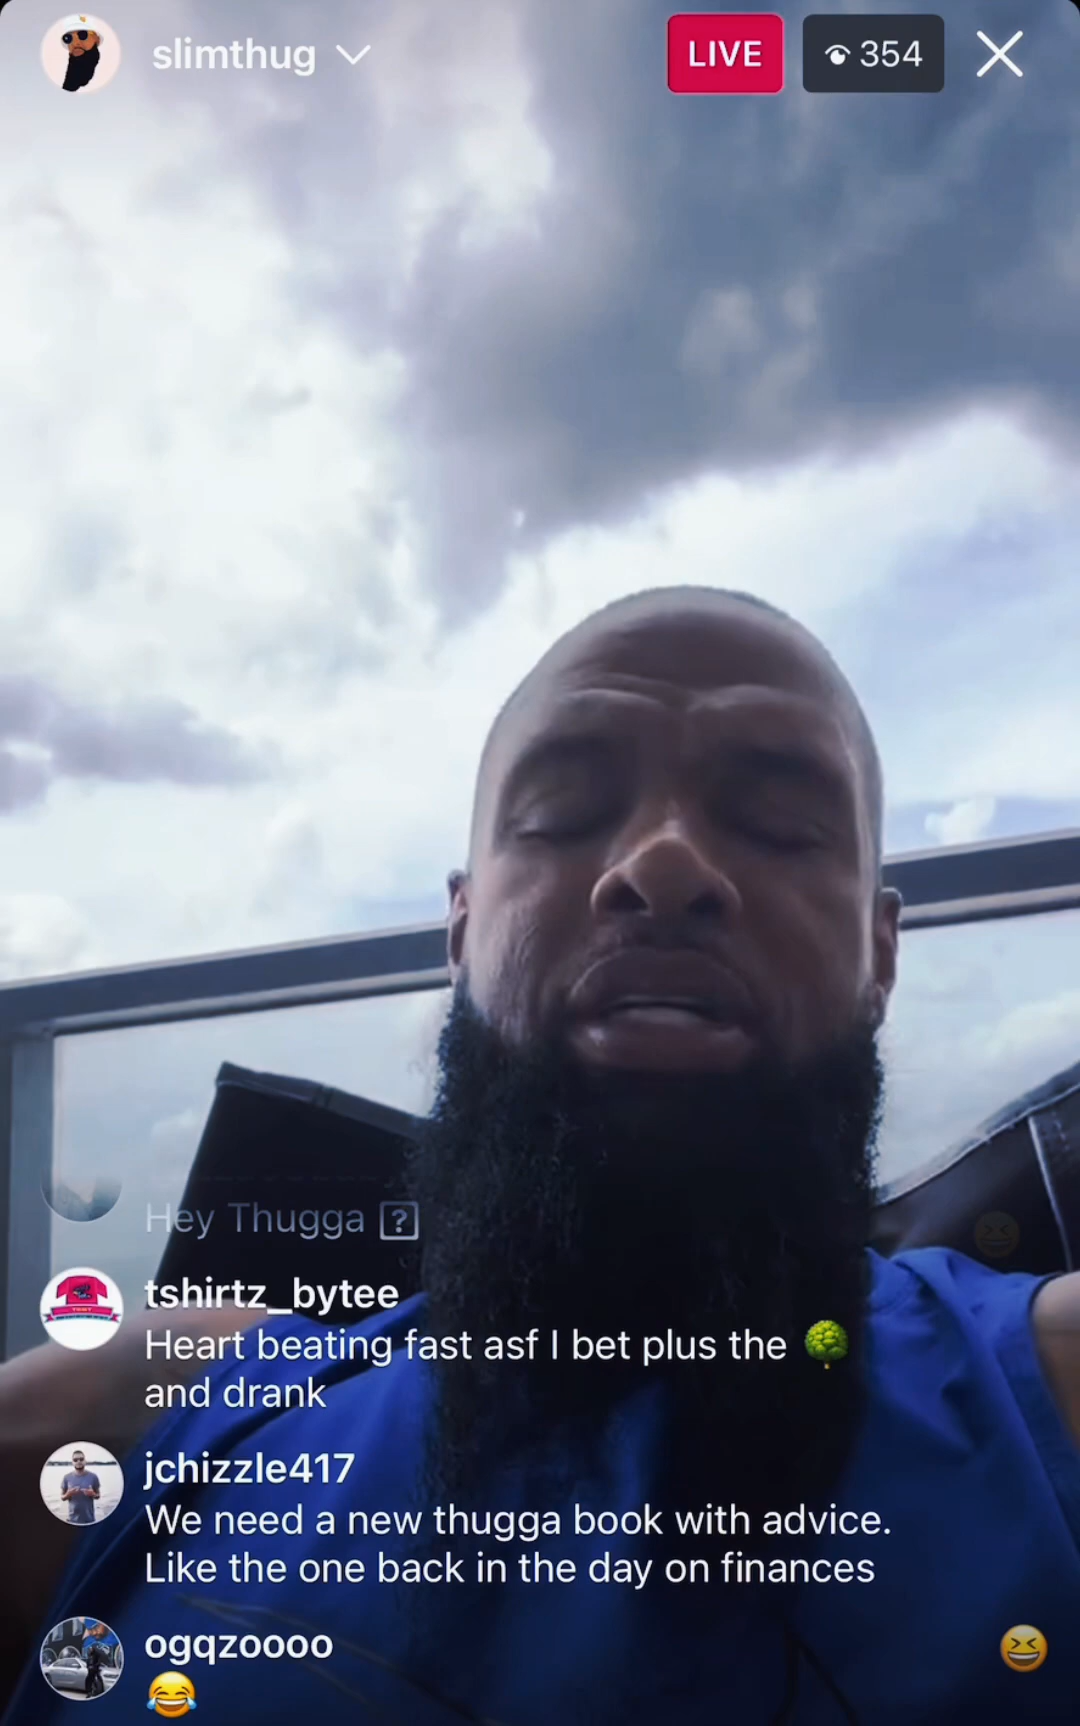 slimthug
LIVE
354
Hey Thugga
tshirtz_bytee
Heart beating fast asf I bet plus the 🌳
and drank
jchizzle417
We need a new thugga book with advice.
Like the one back in the day on finances
ogqzoooo
😂